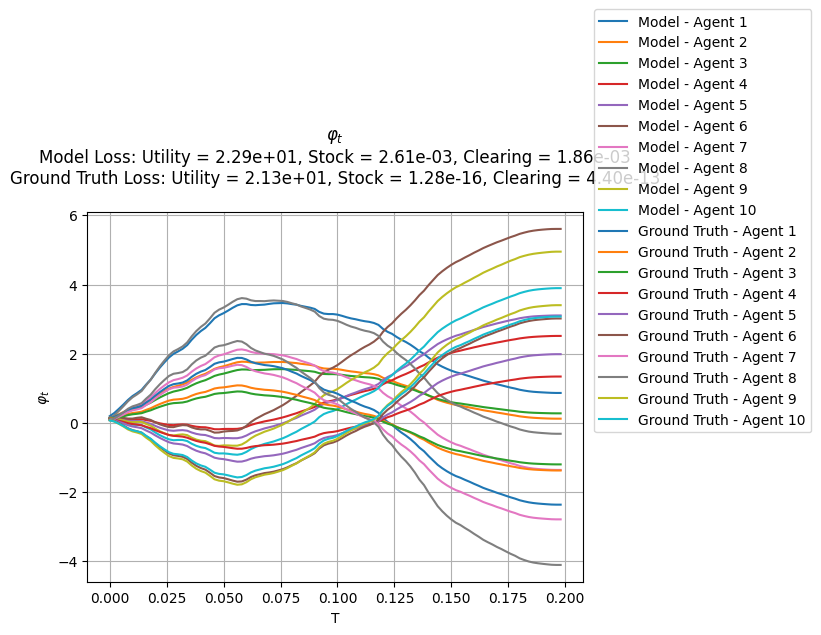 φt
Model Loss: Utility = 2.29e+01, Stock = 2.61e-03, Clearing = 1.86e-03
Ground Truth Loss: Utility = 2.13e+01, Stock = 1.28e-16, Clearing = 4.40e-13
Model - Agent 1
Model - Agent 2
Model - Agent 3
Model - Agent 4
Model - Agent 5
Model - Agent 6
Model - Agent 7
Model - Agent 8
Model - Agent 9
Model - Agent 10
Ground Truth - Agent 1
Ground Truth - Agent 2
Ground Truth - Agent 3
Ground Truth - Agent 4
Ground Truth - Agent 5
Ground Truth - Agent 6
Ground Truth - Agent 7
Ground Truth - Agent 8
Ground Truth - Agent 9
Ground Truth - Agent 10
φt
6
4
2
0
−2
−4
0.000 0.025 0.050 0.075 0.100 0.125 0.150 0.175 0.200
T